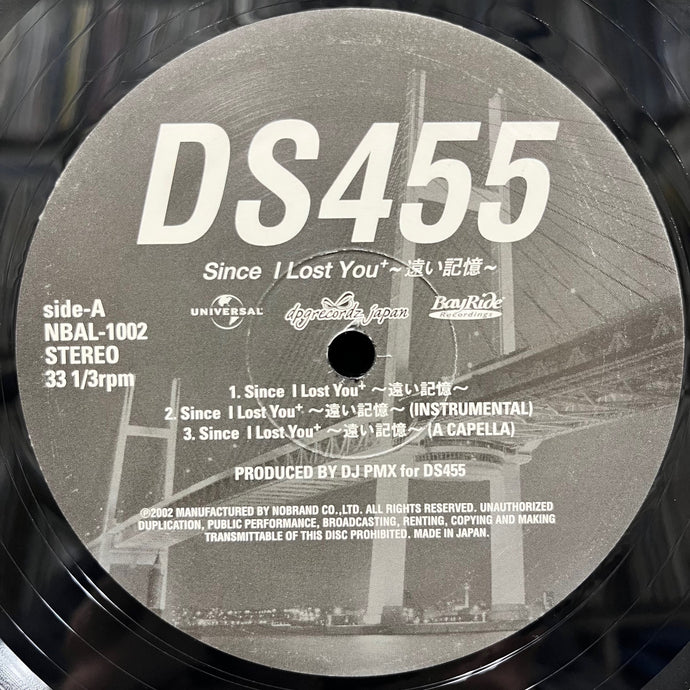 DS455
Since I Lost You⁺～遠い記憶～
side-A
NBAL-1002
STEREO
33 1/3rpm
UNIVERSAL
dpgrecordz japan
BayRide
Recordings
1. Since I Lost You⁺ ～遠い記憶～
2. Since I Lost You⁺ ～遠い記憶～ (INSTRUMENTAL)
3. Since I Lost You⁺ ～遠い記憶～ (A CAPELLA)
PRODUCED BY DJ PMX for DS455
℗2002 MANUFACTURED BY NOBRAND CO.,LTD. ALL RIGHTS RESERVED. UNAUTHORIZED
DUPLICATION, PUBLIC PERFORMANCE, BROADCASTING, RENTING, COPYING AND MAKING
TRANSMITTABLE OF THIS DISC PROHIBITED. MADE IN JAPAN.